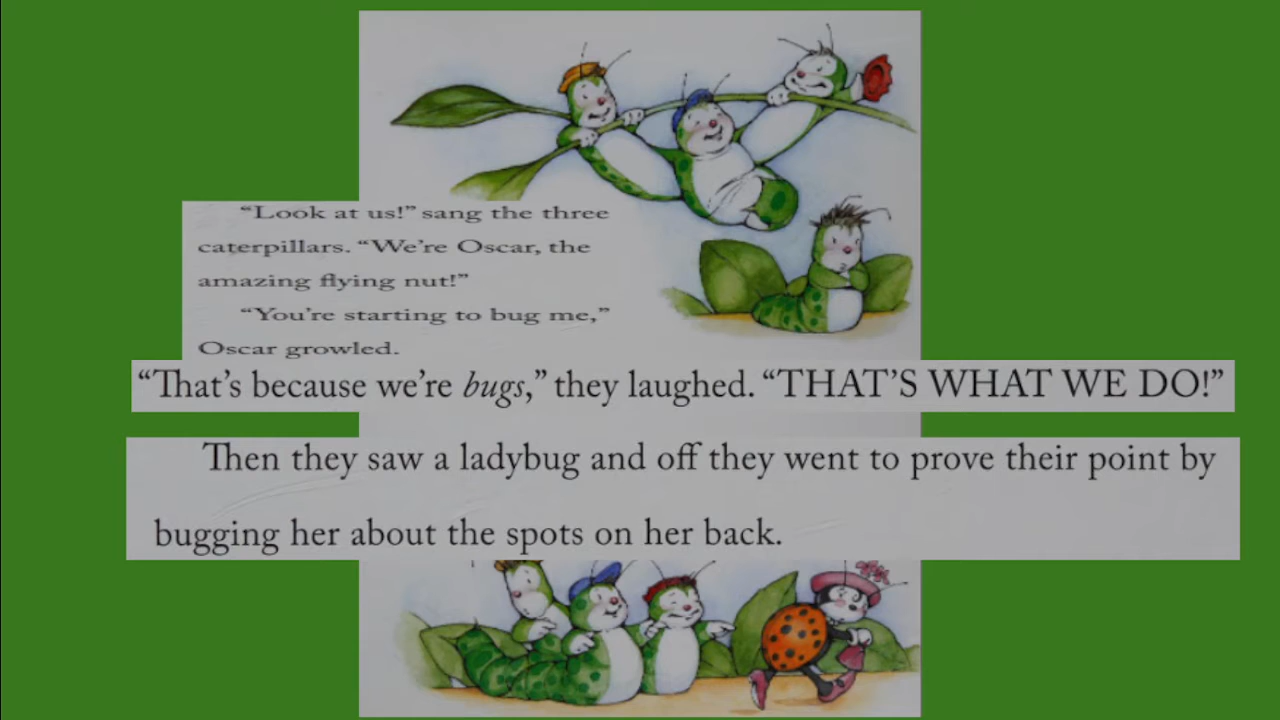 “Look at us!” sang the three
caterpillars. “We’re Oscar, the
amazing flying nut!”
“You’re starting to bug me,”
Oscar growled.
“That’s because we’re bugs,” they laughed. “THAT’S WHAT WE DO!”
Then they saw a ladybug and off they went to prove their point by
bugging her about the spots on her back.